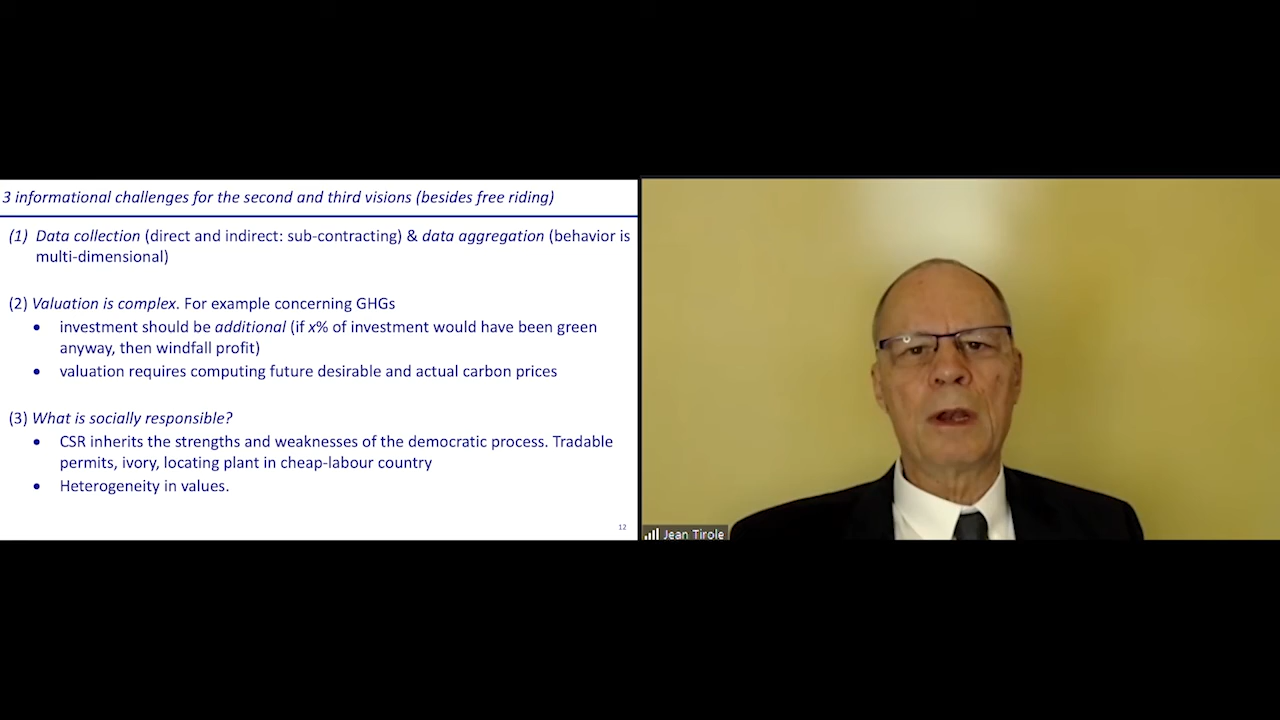 3 informational challenges for the second and third visions (besides free riding)
(1) Data collection (direct and indirect: sub-contracting) & data aggregation (behavior is
multi-dimensional)
(2) Valuation is complex. For example concerning GHGs
• investment should be additional (if x% of investment would have been green
anyway, then windfall profit)
• valuation requires computing future desirable and actual carbon prices
(3) What is socially responsible?
• CSR inherits the strengths and weaknesses of the democratic process. Tradable
permits, ivory, locating plant in cheap-labour country
• Heterogeneity in values.
12
Jean Tirole